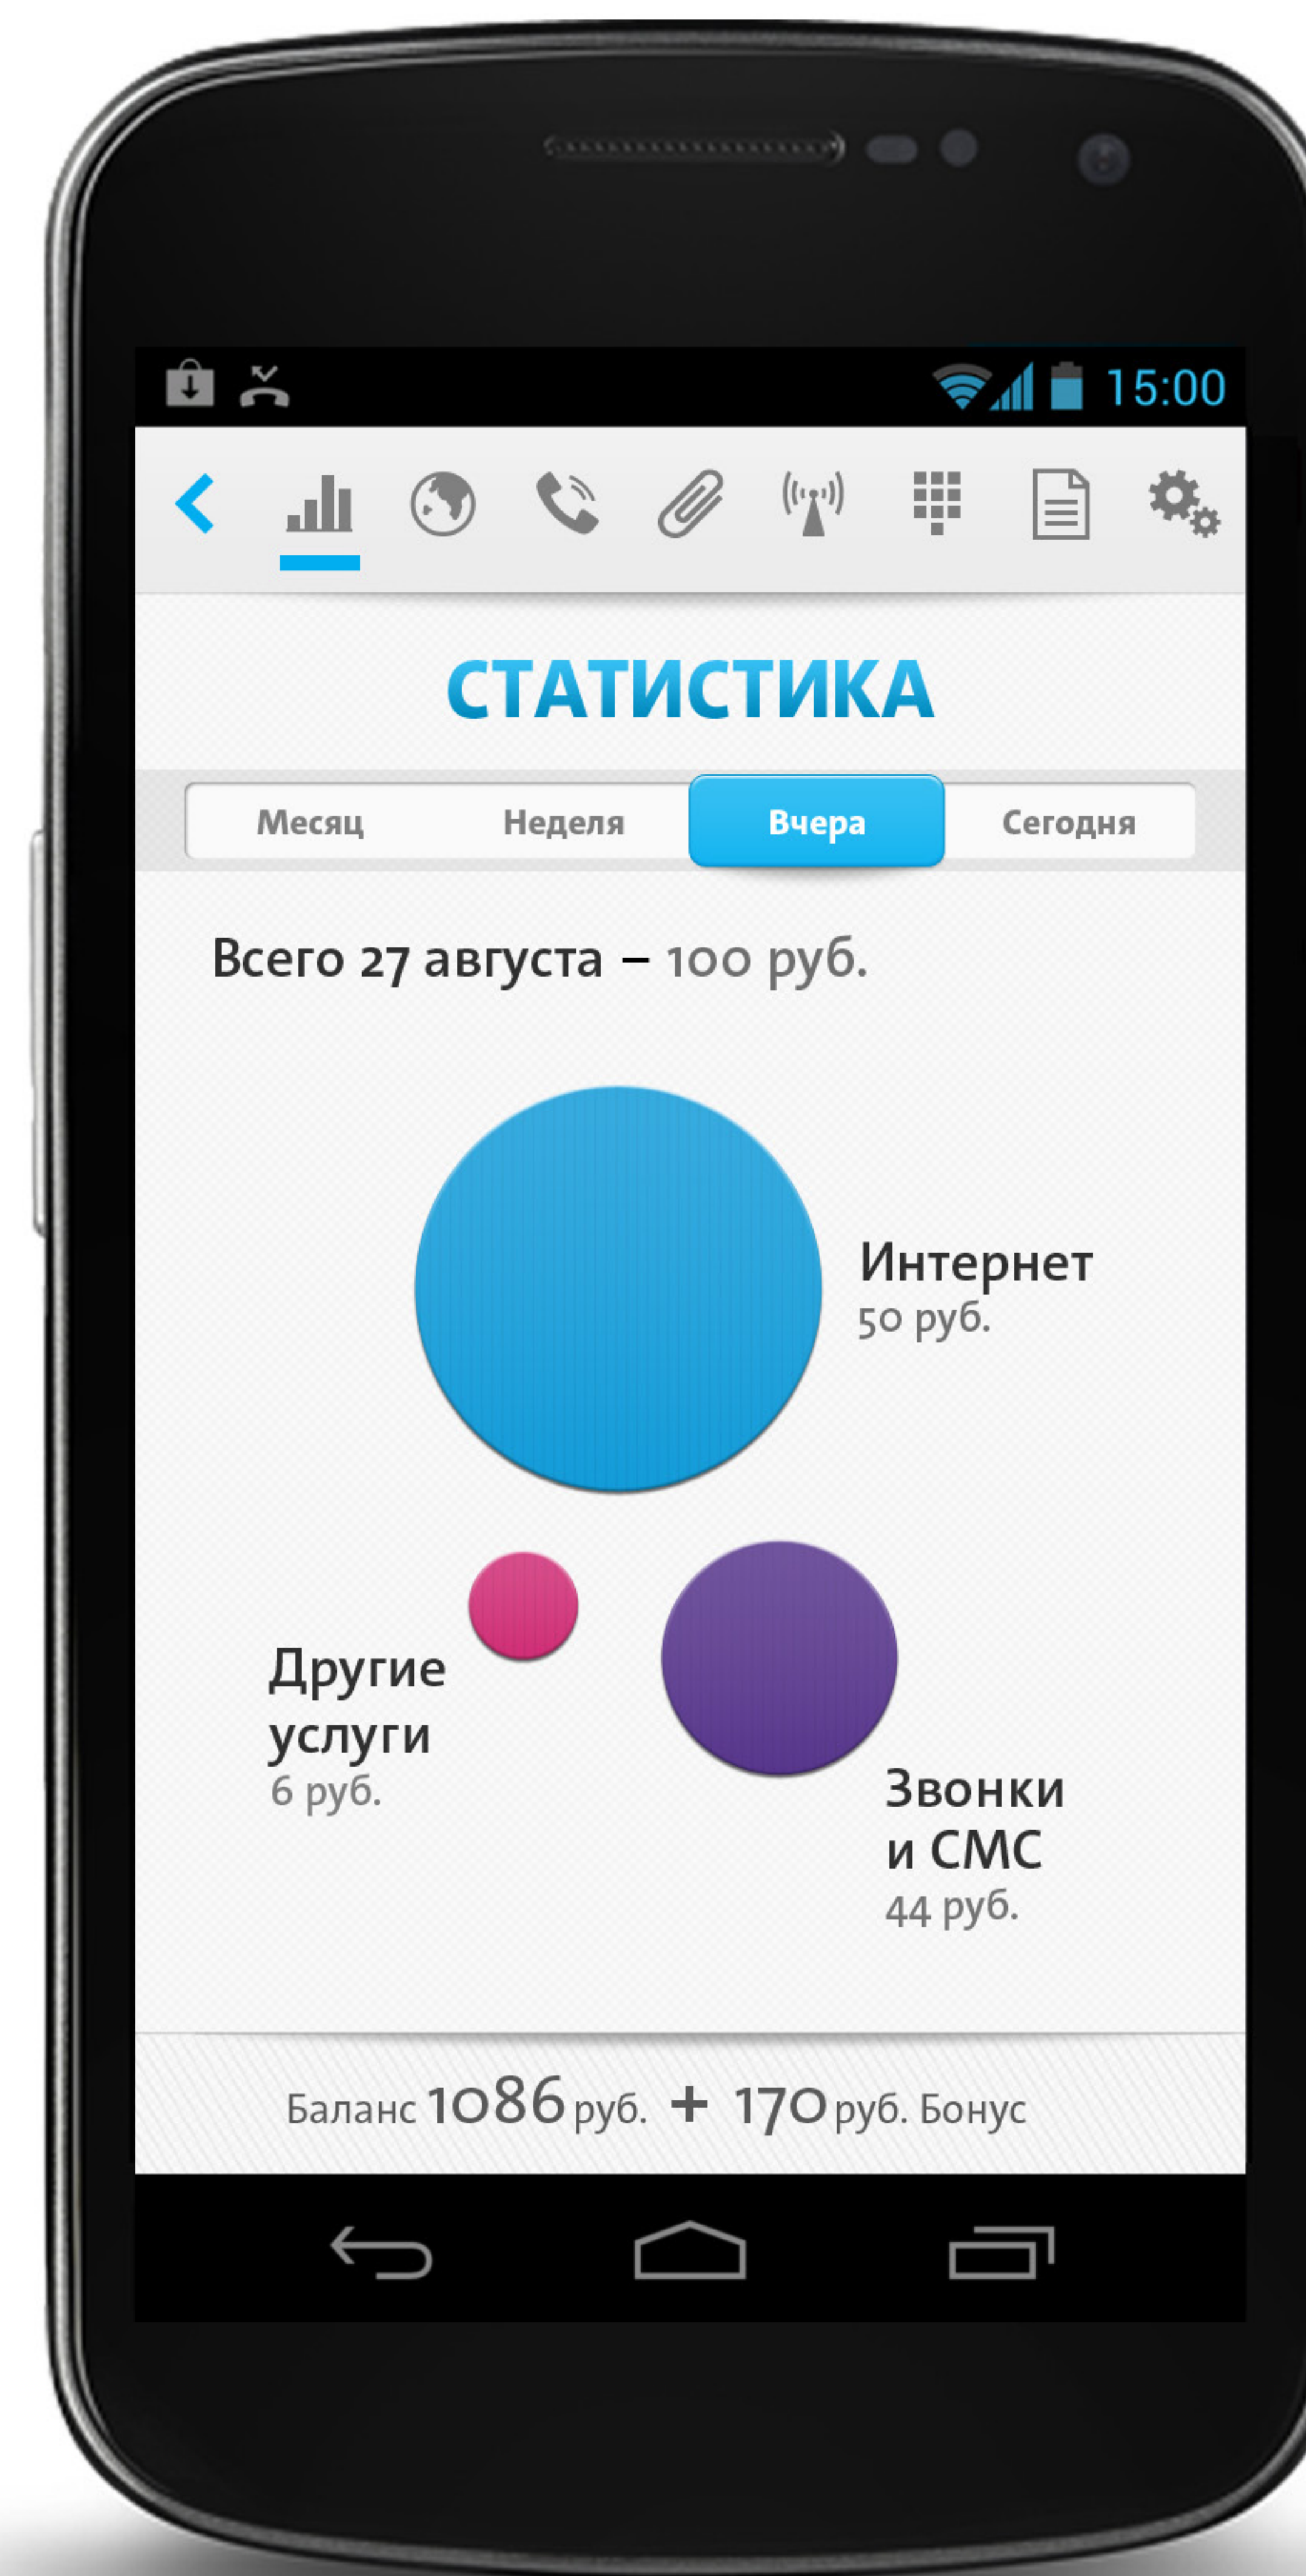 15:00
СТАТИСТИКА
Месяц Неделя Вчера Сегодня
Всего 27 августа – 100 руб.
Интернет
50 руб.
Другие
услуги
6 руб.
Звонки
и СМС
44 руб.
Баланс 1086 руб. + 170 руб. Бонус